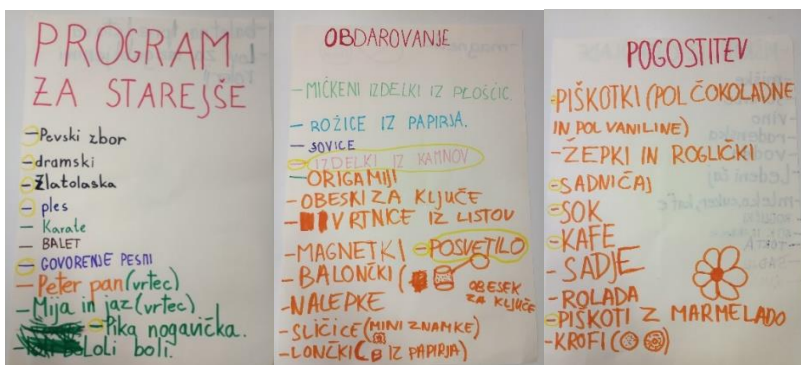 PROGRAM
ZA STAREJŠE
-Pevski zbor
-dramski
-Zlatolaska
- ples
- Karate
- BALET
- GOVORENJE PESMI
- Peter pan (vrtec)
- Mija in jaz (vrtec)
- Pika nogavička.
Loli boli.
OBDAROVANJE
-MIČKENI IZDELKI IZ PLOŠČIC.
- ROŽICE IZ PAPIRJA.
- SOVICE
- IZDELKI IZ KAMNOV
- ORIGAMIJI
- OBESKI ZA KLJUČE
- VRTNICE IZ LISTOV
- MAGNETKI - POSVETILO
- BALONČKI (
OBESEK
ZA KLJUČE
-NALEPKE
-SLIČICE (MINI ZNAMKE)
-LONČKI ( IZ PAPIRJA)
POGOSTITEV
-PIŠKOTKI (POL ČOKOLADNE
IN POL VANILINE)
-ŽEPKI IN ROGLIČKI
-SADNIČAJ
-SOK
-KAFE
- SADJE
- ROLADA
-PIŠKOTI Z MARMELADO
-KROFI